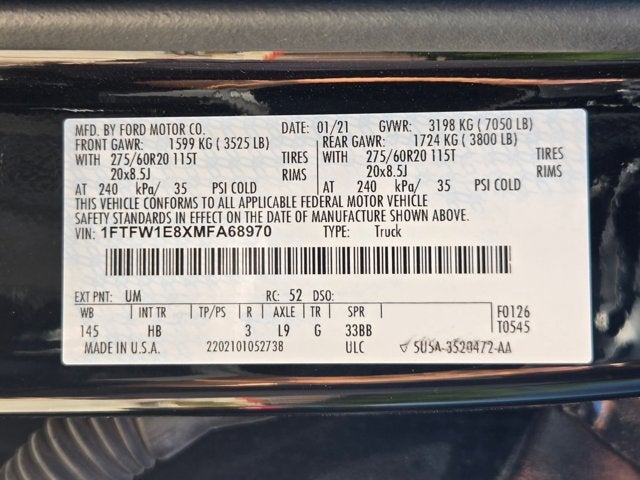 MFD. BY FORD MOTOR CO. DATE: 01/21 GVWR: 3198 KG ( 7050 LB)
FRONT GAWR: 1599 KG ( 3525 LB) REAR GAWR: 1724 KG ( 3800 LB)
WITH 275/60R20 115T TIRES WITH 275/60R20 115T TIRES
20x8.5J RIMS 20x8.5J RIMS
AT 240 kPa/ 35 PSI COLD AT 240 kPa/ 35 PSI COLD
THIS VEHICLE CONFORMS TO ALL APPLICABLE FEDERAL MOTOR VEHICLE
SAFETY STANDARDS IN EFFECT ON THE DATE OF MANUFACTURE SHOWN ABOVE.
VIN: 1FTFW1E8XMFA68970 TYPE: Truck
EXT PNT: UM RC: 52 DSO:
WB INT TR TP/PS R AXLE TR SPR F0126
145 HB 3 L9 G 33BB T0545
MADE IN U.S.A. 2202101052738 ULC 5USA-3520472-AA